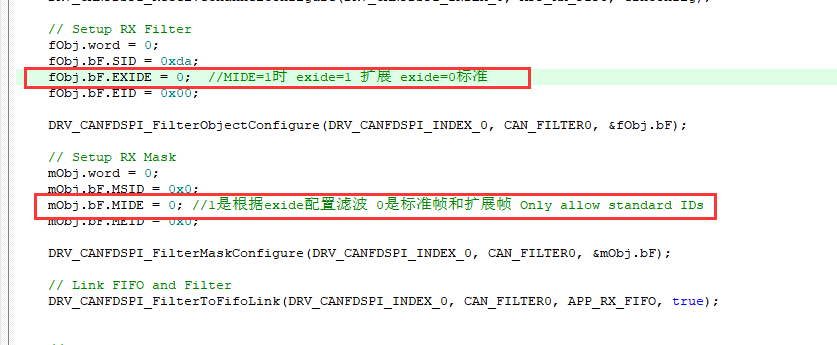 // Setup RX Filter
fObj.word = 0;
fObj.bF.SID = 0xda;
fObj.bF.EXIDE = 0;  //MIDE=1时 exide=1 扩展 exide=0标准
fObj.bF.EID = 0x00;
DRV_CANFDSPI_FilterObjectConfigure(DRV_CANFDSPI_INDEX_0, CAN_FILTER0, &fObj.bF);
// Setup RX Mask
mObj.word = 0;
mObj.bF.MSID = 0x0;
mObj.bF.MIDE = 0; //1是根据exide配置滤波 0是标准帧和扩展帧 Only allow standard IDs
mObj.bF.MEID = 0x0;
DRV_CANFDSPI_FilterMaskConfigure(DRV_CANFDSPI_INDEX_0, CAN_FILTER0, &mObj.bF);
// Link FIFO and Filter
DRV_CANFDSPI_FilterToFifoLink(DRV_CANFDSPI_INDEX_0, CAN_FILTER0, APP_RX_FIFO, true);
//